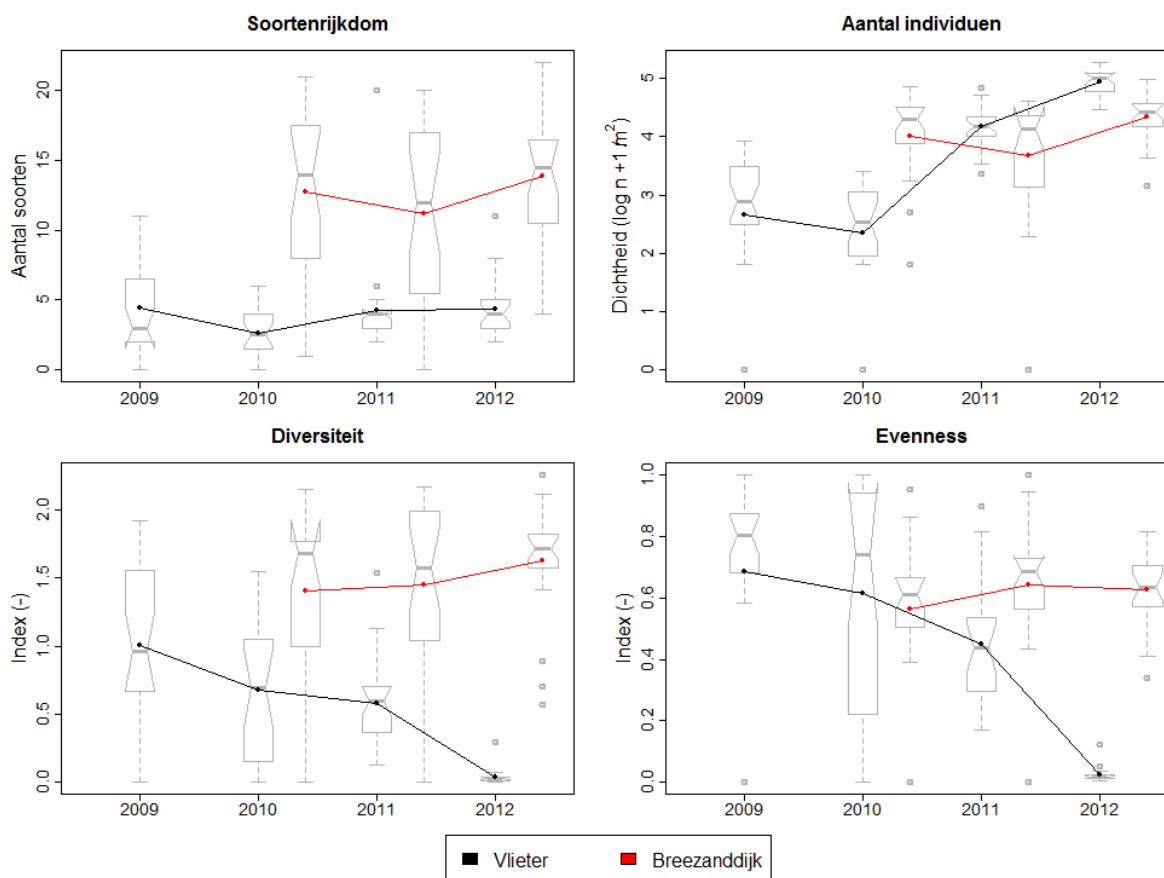 Soortenrijkdom
Aantal soorten
0 5 10 15 20
2009 2010 2011 2012
Aantal individuen
Dichtheid (log n +1 /m²)
0 1 2 3 4 5
2009 2010 2011 2012
Diversiteit
Index (-)
0.0 0.5 1.0 1.5 2.0
2009 2010 2011 2012
Evenness
Index (-)
0.0 0.2 0.4 0.6 0.8 1.0
2009 2010 2011 2012
Vlieter Breezanddijk